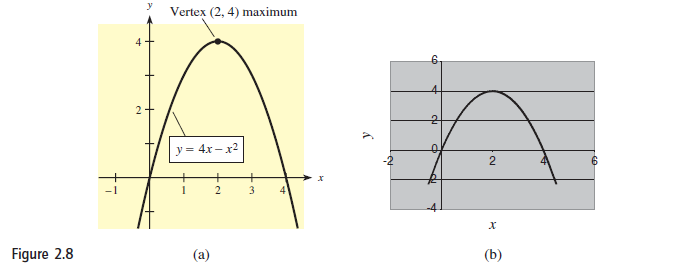 y
Vertex (2, 4) maximum
4
2
y = 4x – x²
x
–1 1 2 3 4
6
4
2
y
0
-2 2 4 6
-2
-4
x
Figure 2.8 (a) (b)